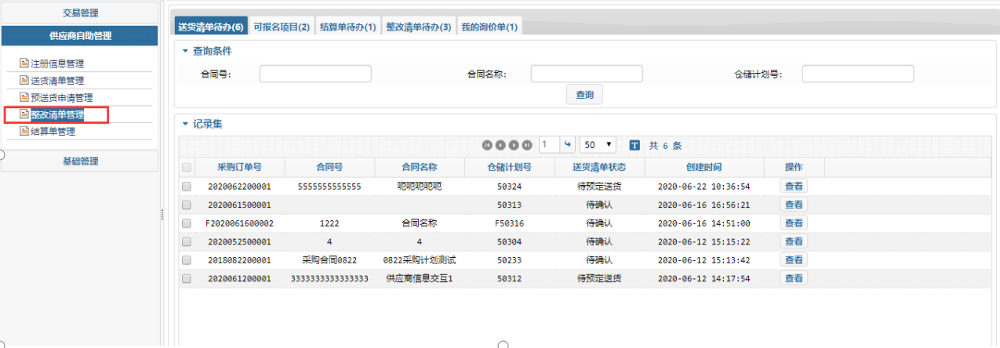 交易管理
供应商自助管理
注册信息管理
送货清单管理
预送货申请管理
整改清单管理
结算单管理
基础管理
送货清单待办(6) 可报名项目(2) 结算单待办(1) 整改清单待办(3) 我的询价单(1)
查询条件
合同号: 合同名称: 仓储计划号:
查询
记录集
1 50 T 共 6 条
采购订单号 合同号 合同名称 仓储计划号 送货清单状态 创建时间 操作
2020062200001 5555555555555 呃呃呃呃呃 50324 待预定送货 2020-06-22 10:36:54 查看
2020061500001 50313 待确认 2020-06-16 16:56:21 查看
F2020061600002 1222 合同名称 F50316 待确认 2020-06-16 14:51:00 查看
2020052500001 4 4 50304 待确认 2020-06-12 15:15:22 查看
2018082200001 采购合同0822 0822采购计划测试 50233 待确认 2020-06-12 15:13:42 查看
2020061200001 3333333333333333 供应商信息交互1 50312 待预定送货 2020-06-12 14:17:54 查看